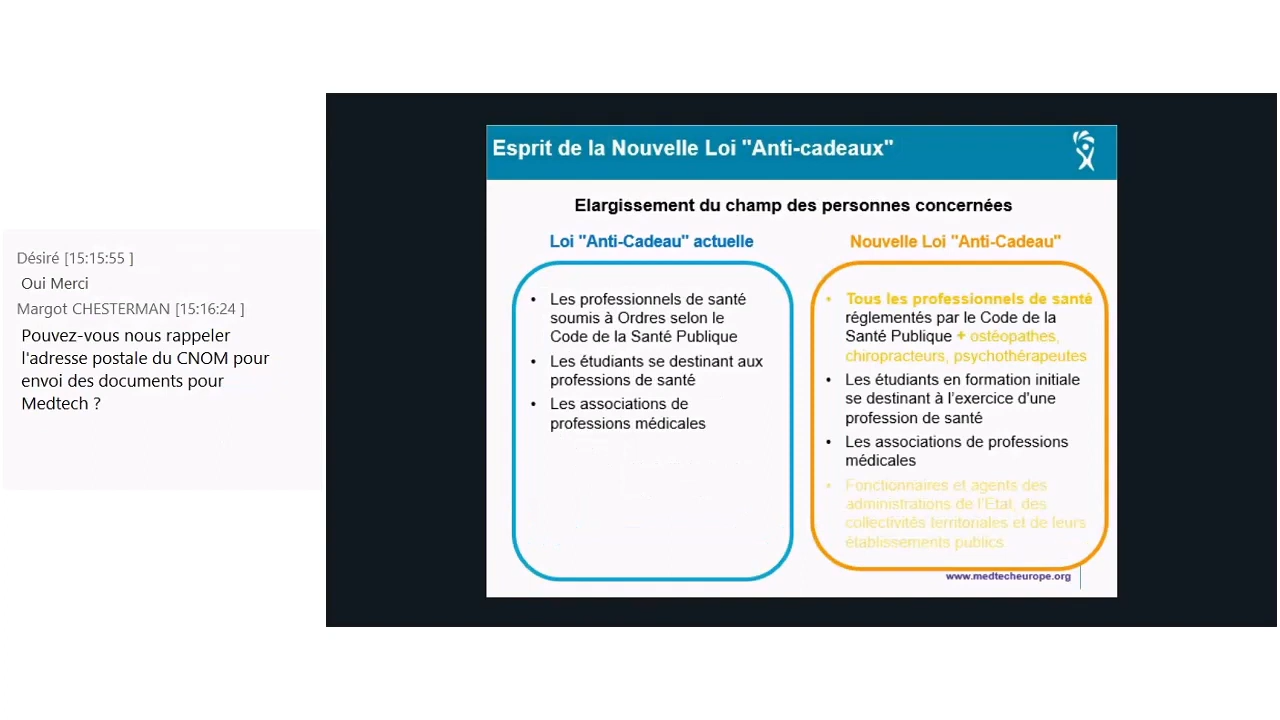 Désiré [15:15:55 ]
Oui Merci
Margot CHESTERMAN [15:16:24 ]
Pouvez-vous nous rappeler
l'adresse postale du CNOM pour
envoi des documents pour
Medtech ?
Esprit de la Nouvelle Loi "Anti-cadeaux"
Elargissement du champ des personnes concernées
Loi "Anti-Cadeau" actuelle
• Les professionnels de santé
soumis à Ordres selon le
Code de la Santé Publique
• Les étudiants se destinant aux
professions de santé
• Les associations de
professions médicales
Nouvelle Loi "Anti-Cadeau"
• Tous les professionnels de santé
réglementés par le Code de la
Santé Publique + ostéopathes,
chiropracteurs, psychothérapeutes
• Les étudiants en formation initiale
se destinant à l'exercice d'une
profession de santé
• Les associations de professions
médicales
• Fonctionnaires et agents des
administrations de l'Etat, des
collectivités territoriales et de leurs
établissements publics
www.medtecheurope.org